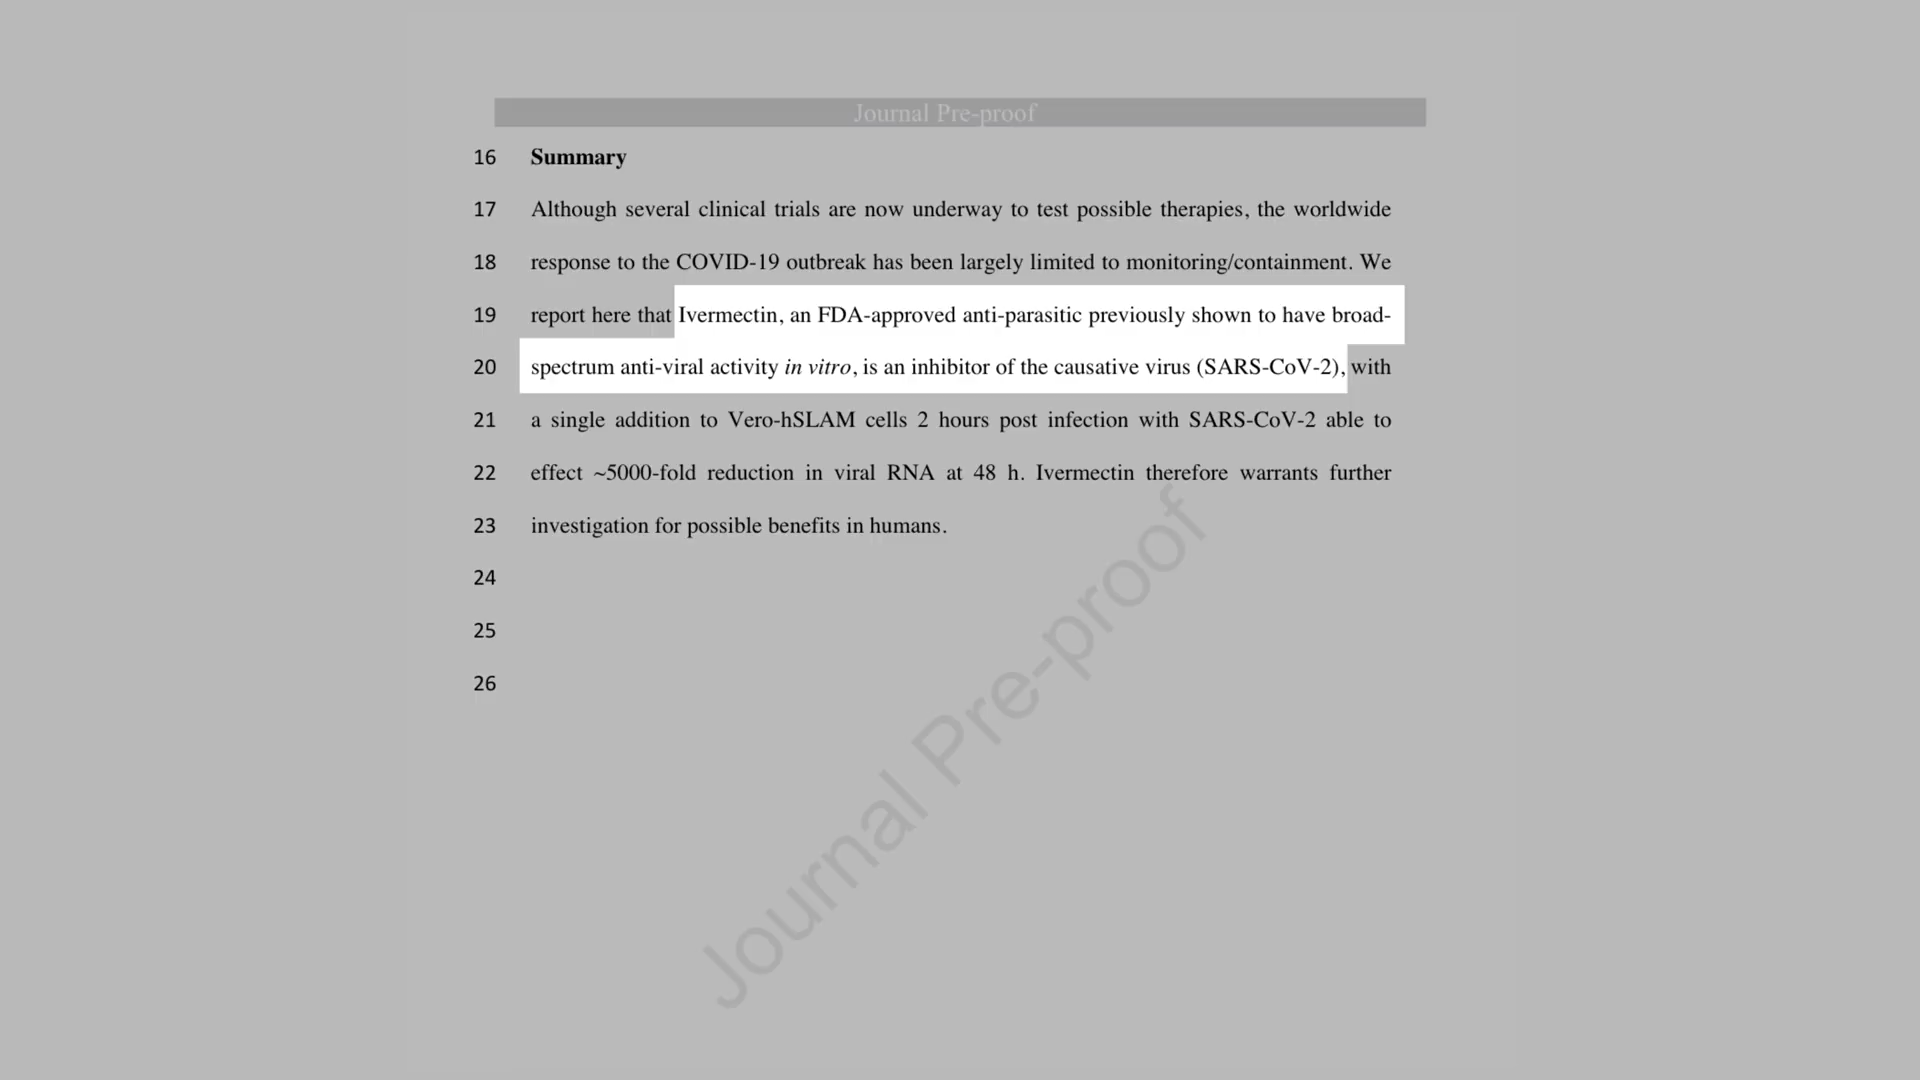 Journal Pre-proof
16 Summary
17 Although several clinical trials are now underway to test possible therapies, the worldwide
18 response to the COVID-19 outbreak has been largely limited to monitoring/containment. We
19 report here that Ivermectin, an FDA-approved anti-parasitic previously shown to have broad-
20 spectrum anti-viral activity in vitro, is an inhibitor of the causative virus (SARS-CoV-2), with
21 a single addition to Vero-hSLAM cells 2 hours post infection with SARS-CoV-2 able to
22 effect ~5000-fold reduction in viral RNA at 48 h. Ivermectin therefore warrants further
23 investigation for possible benefits in humans.
24
25
26
Journal Pre-proof